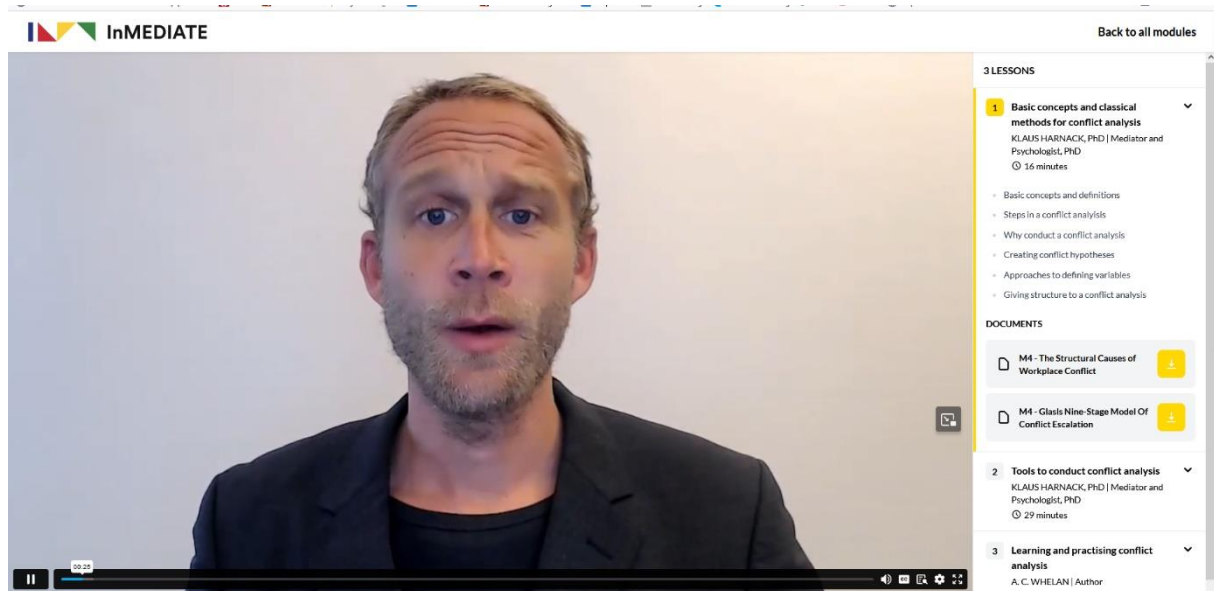 InMEDIATE
Back to all modules
3 LESSONS
1 Basic concepts and classical
methods for conflict analysis
KLAUS HARNACK, PhD | Mediator and
Psychologist, PhD
16 minutes
Basic concepts and definitions
Steps in a conflict analyisis
Why conduct a conflict analysis
Creating conflict hypotheses
Approaches to defining variables
Giving structure to a conflict analysis
DOCUMENTS
M4 - The Structural Causes of
Workplace Conflict
M4 - Glasls Nine-Stage Model Of
Conflict Escalation
2 Tools to conduct conflict analysis
KLAUS HARNACK, PhD | Mediator and
Psychologist, PhD
29 minutes
3 Learning and practising conflict
analysis
A. C. WHELAN | Author
00:25